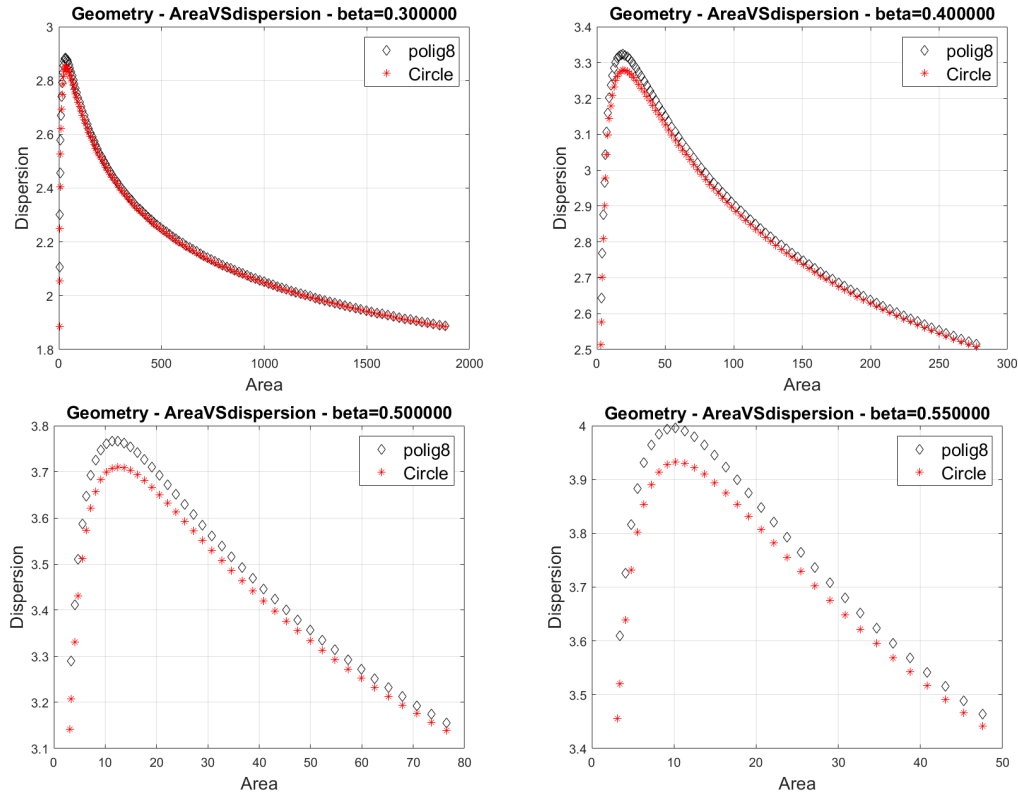 Geometry - AreaVSdispersion - beta=0.300000
3
2.8
2.6
2.4
2.2
2
1.8
Dispersion
polig8
Circle
0 500 1000 1500 2000
Area
Geometry - AreaVSdispersion - beta=0.400000
3.4
3.3
3.2
3.1
3
2.9
2.8
2.7
2.6
2.5
Dispersion
polig8
Circle
0 50 100 150 200 250 300
Area
Geometry - AreaVSdispersion - beta=0.500000
3.8
3.7
3.6
3.5
3.4
3.3
3.2
3.1
Dispersion
polig8
Circle
0 10 20 30 40 50 60 70 80
Area
Geometry - AreaVSdispersion - beta=0.550000
4
3.9
3.8
3.7
3.6
3.5
3.4
Dispersion
polig8
Circle
0 10 20 30 40 50
Area